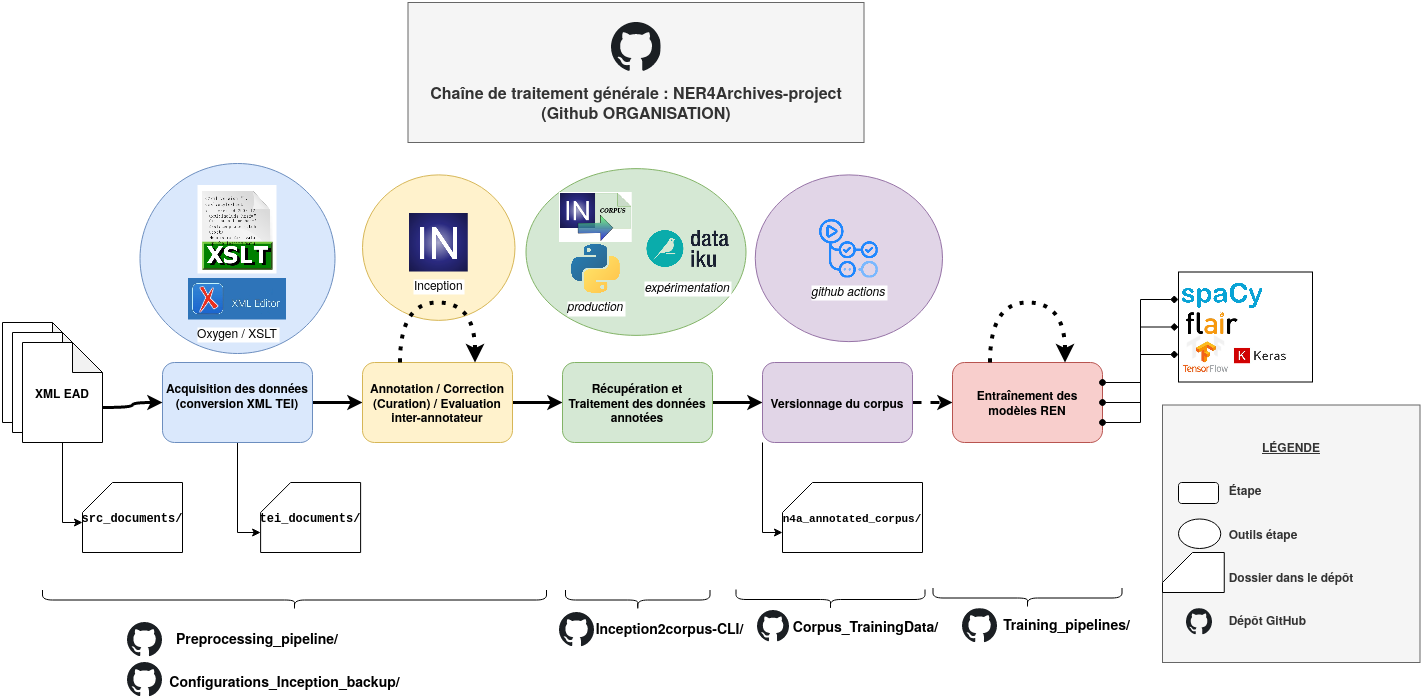 Chaîne de traitement générale : NER4Archives-project
(Github ORGANISATION)
XSLT
XML Editor
Oxygen / XSLT
IN
Inception
IN
CORPUS
production
data
iku
expérimentation
github actions
spaCy
flair
TensorFlow
K Keras
XML EAD
Acquisition des données
(conversion XML TEI)
Annotation / Correction
(Curation) / Evaluation
inter-annotateur
Récupération et
Traitement des données
annotées
Versionnage du corpus
Entraînement des
modèles REN
src_documents/
tei_documents/
n4a_annotated_corpus/
LÉGENDE
Étape
Outils étape
Dossier dans le dépôt
Dépôt GitHub
Preprocessing_pipeline/
Configurations_Inception_backup/
Inception2corpus-CLI/
Corpus_TrainingData/
Training_pipelines/